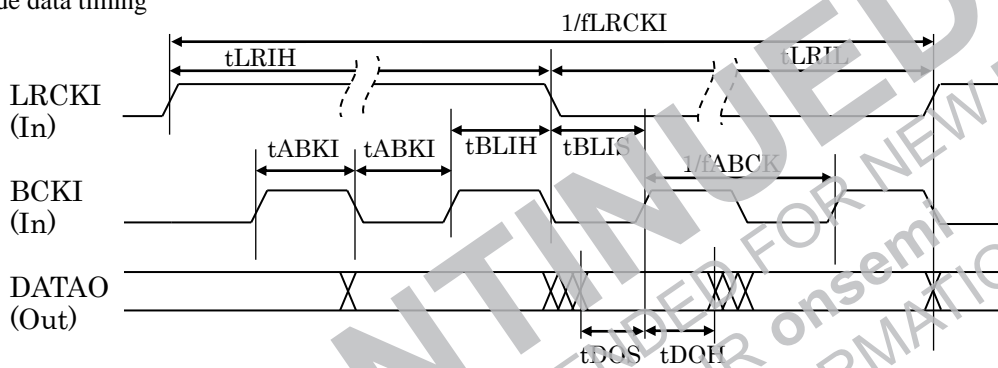 de data timing
1/fLRCKI
tLRIH
tLRIL
LRCKI
(In)
tABKI
tABKI
tBLIH
tBLIS
1/fABCK
BCKI
(In)
DATAO
(Out)
tDOS
tDOH